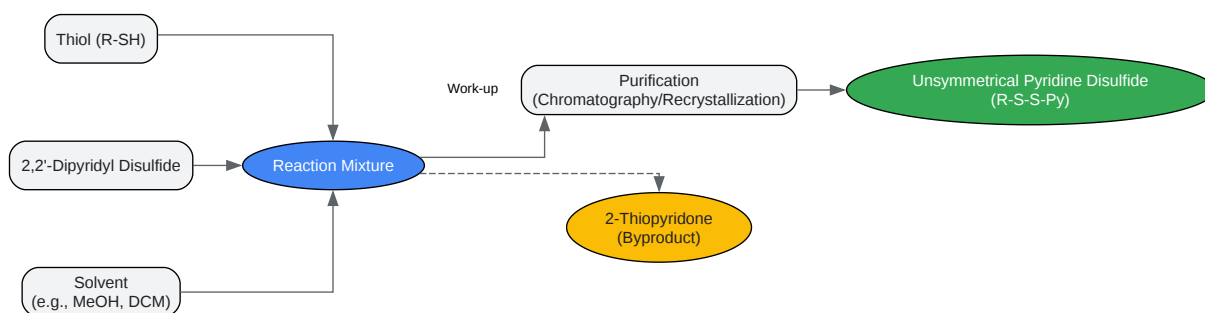 Thiol (R-SH)
Work-up
Purification
(Chromatography/Recrystallization)
Unsymmetrical Pyridine Disulfide
(R-S-S-Py)
2,2'-Dipyridyl Disulfide
Reaction Mixture
2-Thiopyridone
(Byproduct)
Solvent
(e.g., MeOH, DCM)